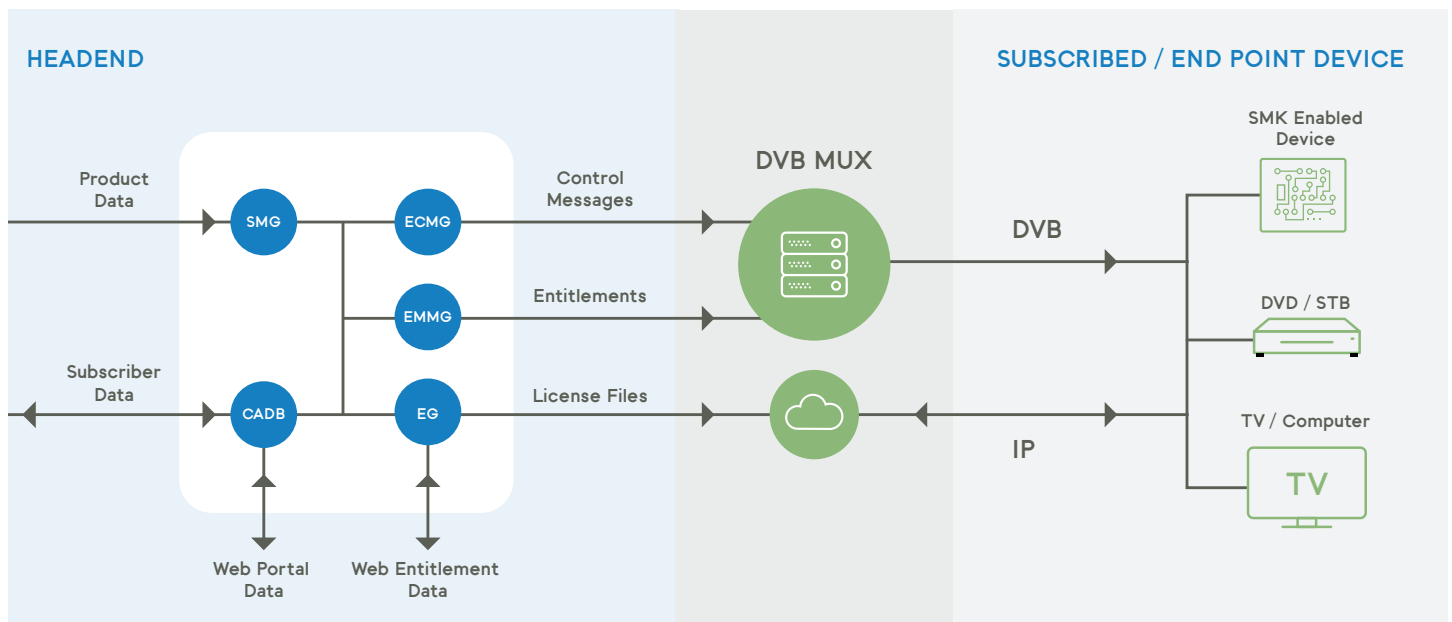 HEADEND
SUBSCRIBED / END POINT DEVICE
Product
Data
SMG
ECMG
Control
Messages
DVB MUX
DVB
SMK Enabled
Device
EMMG
Entitlements
DVD / STB
Subscriber
Data
CADB
EG
License Files
IP
TV / Computer
TV
Web Portal
Data
Web Entitlement
Data